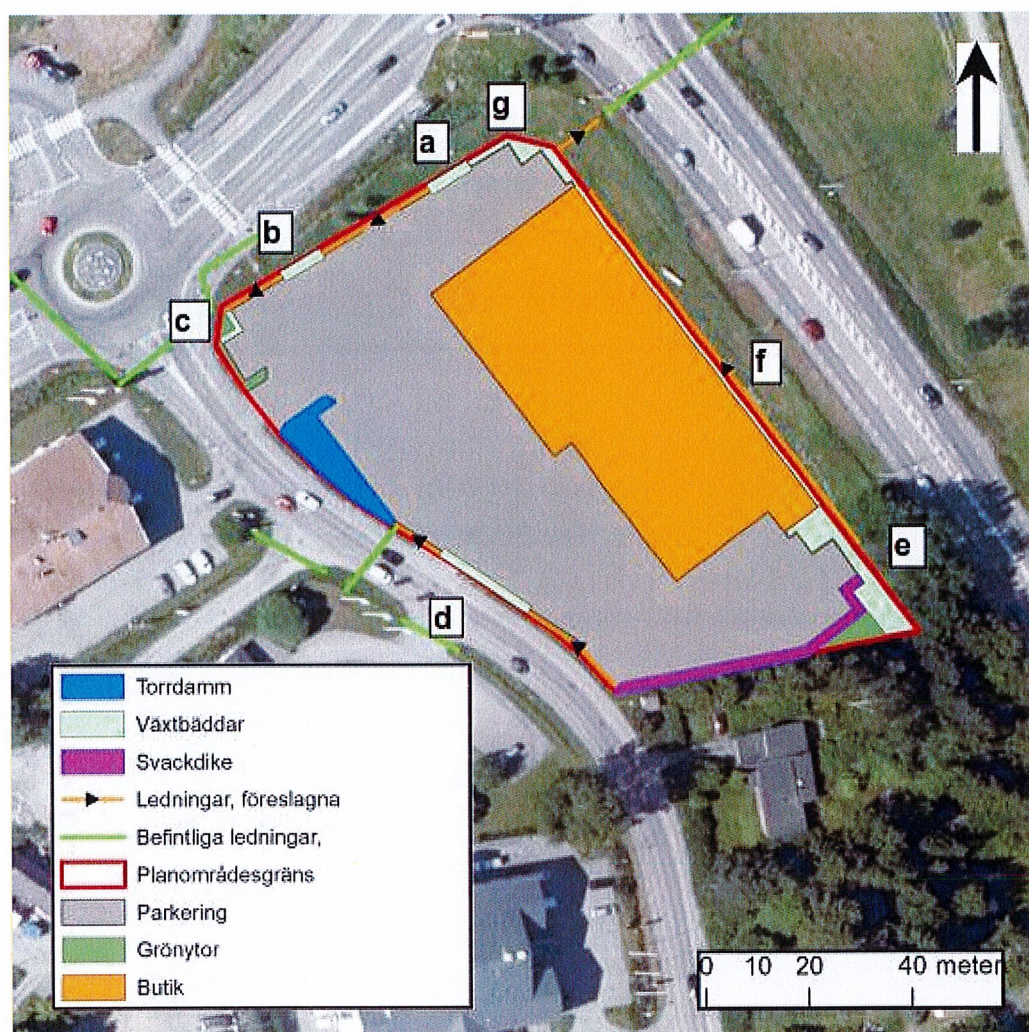 g
a
b
c
f
e
d
Torrdamm
Växtbäddar
Svackdike
Ledningar, föreslagna
Befintliga ledningar,
Planområdesgräns
Parkering
Grönytor
Butik
0 10 20 40 meter